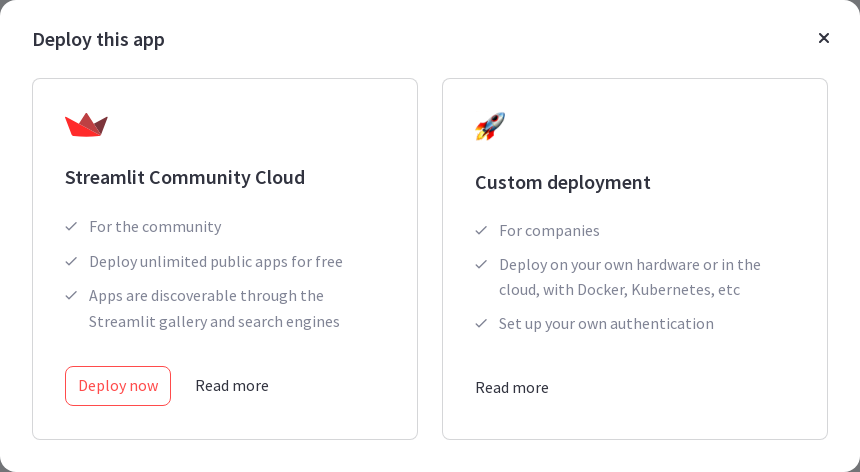 Deploy this app
Streamlit Community Cloud
For the community
Deploy unlimited public apps for free
Apps are discoverable through the
Streamlit gallery and search engines
Deploy now
Read more
Custom deployment
For companies
Deploy on your own hardware or in the
cloud, with Docker, Kubernetes, etc
Set up your own authentication
Read more